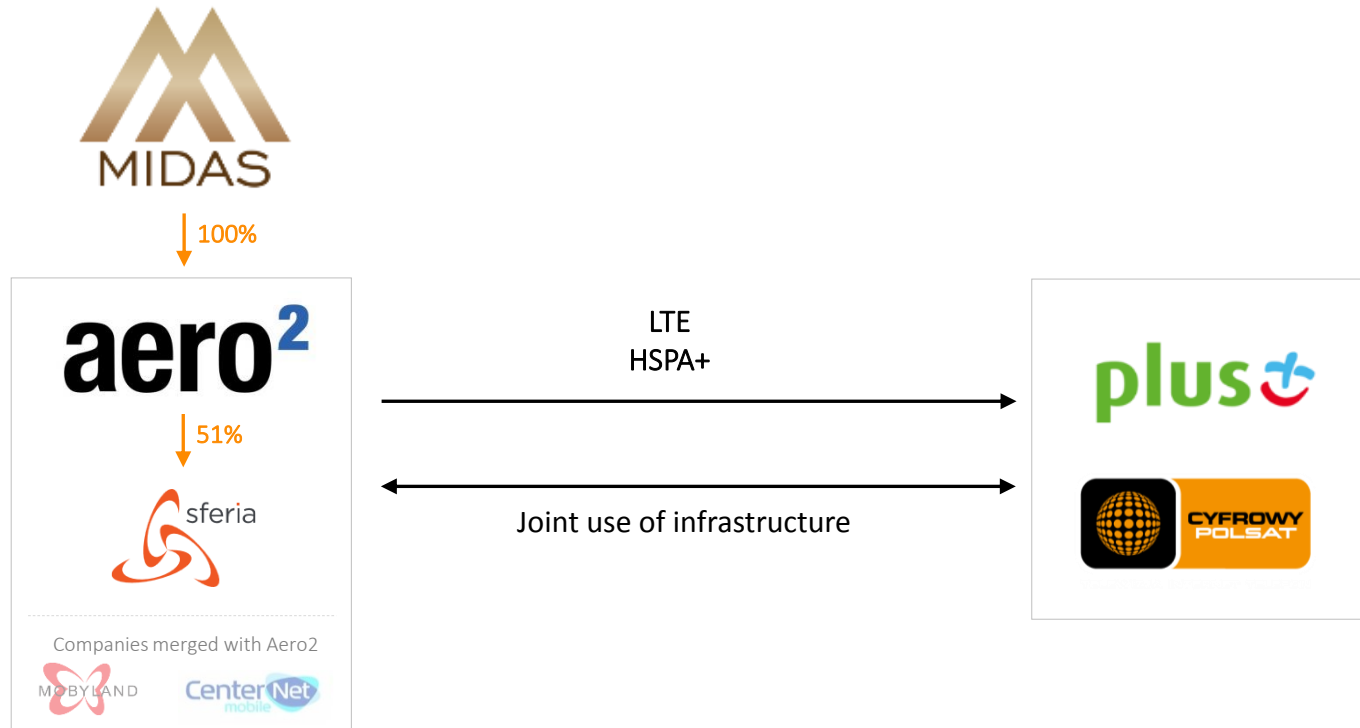 MIDAS
100%
aero2
51%
sferia
Companies merged with Aero2
MOBYLAND
CenterNet
mobile
LTE
HSPA+
Joint use of infrastructure
plus
CYFROWY
POLSAT